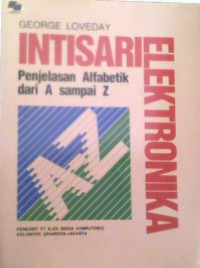 GEORGE LOVEDAY
INTISARI
ELEKTRONIKA
Penjelasan Alfabetik
dari A sampai Z
PENERBIT PT ELEX MEDIA KOMPUTINDO
KELOMPOK GRAMEDIA-JAKARTA